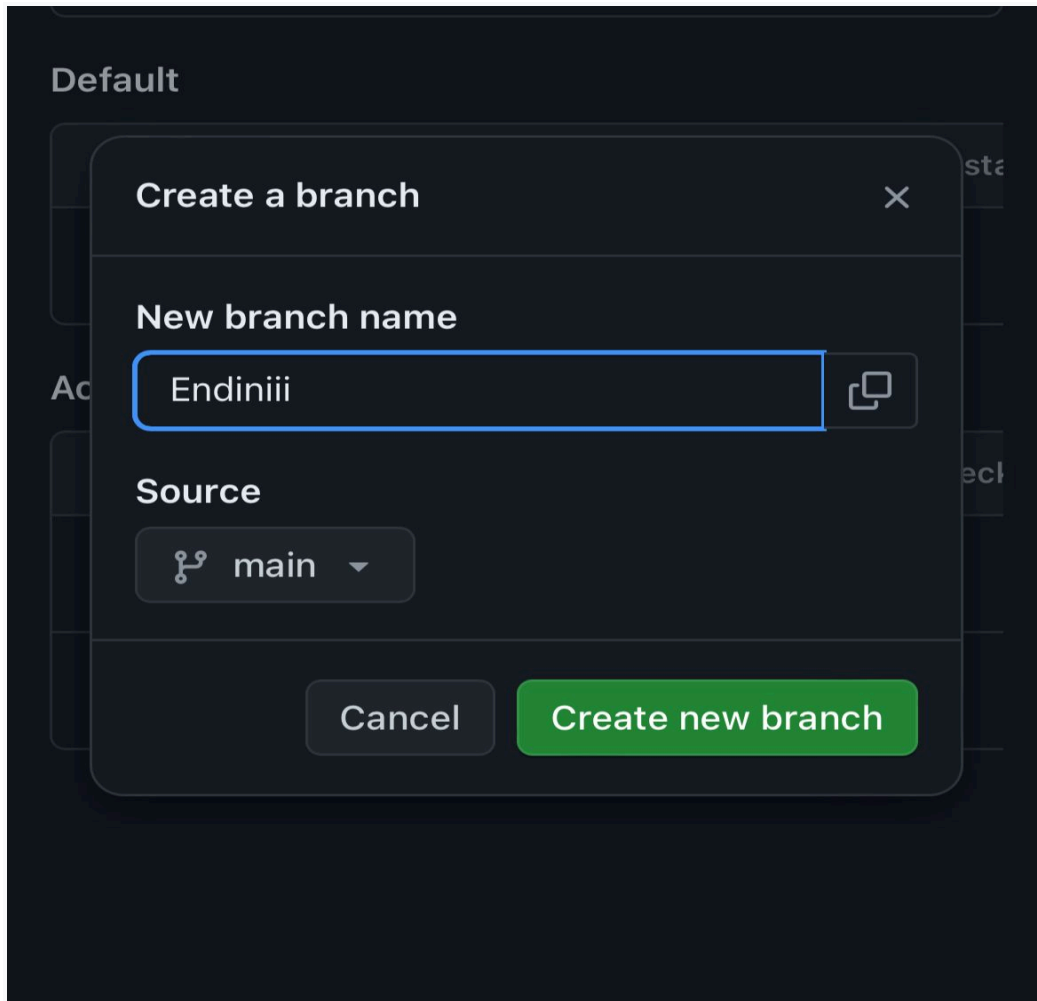 Default
Create a branch
New branch name
Endiniii
Source
main
Cancel
Create new branch